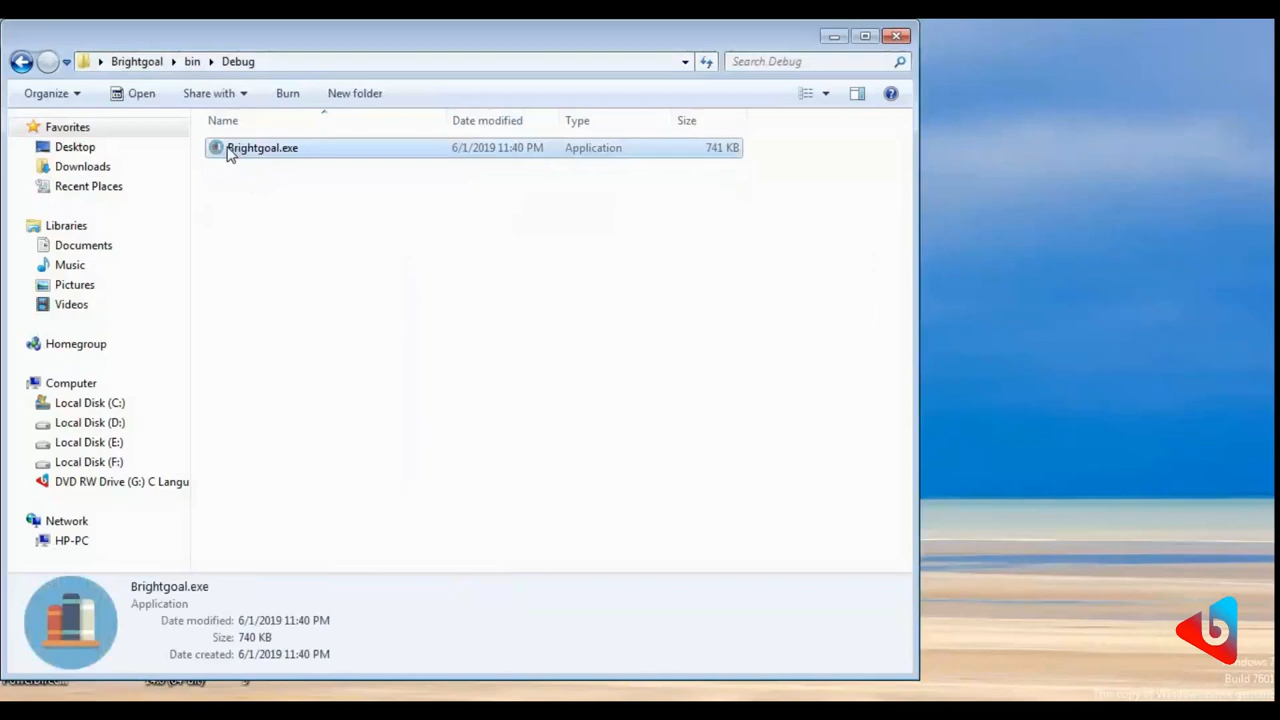 Brightgoal bin Debug
Search Debug
Organize Open Share with Burn New folder
Name Date modified Type Size
Brightgoal.exe 6/1/2019 11:40 PM Application 741 KB
Favorites
Desktop
Downloads
Recent Places
Libraries
Documents
Music
Pictures
Videos
Homegroup
Computer
Local Disk (C:)
Local Disk (D:)
Local Disk (E:)
Local Disk (F:)
DVD RW Drive (G:) C Langu
Network
HP-PC
Brightgoal.exe
Application
Date modified: 6/1/2019 11:40 PM
Size: 740 KB
Date created: 6/1/2019 11:40 PM
b
indows 7
Build 7601